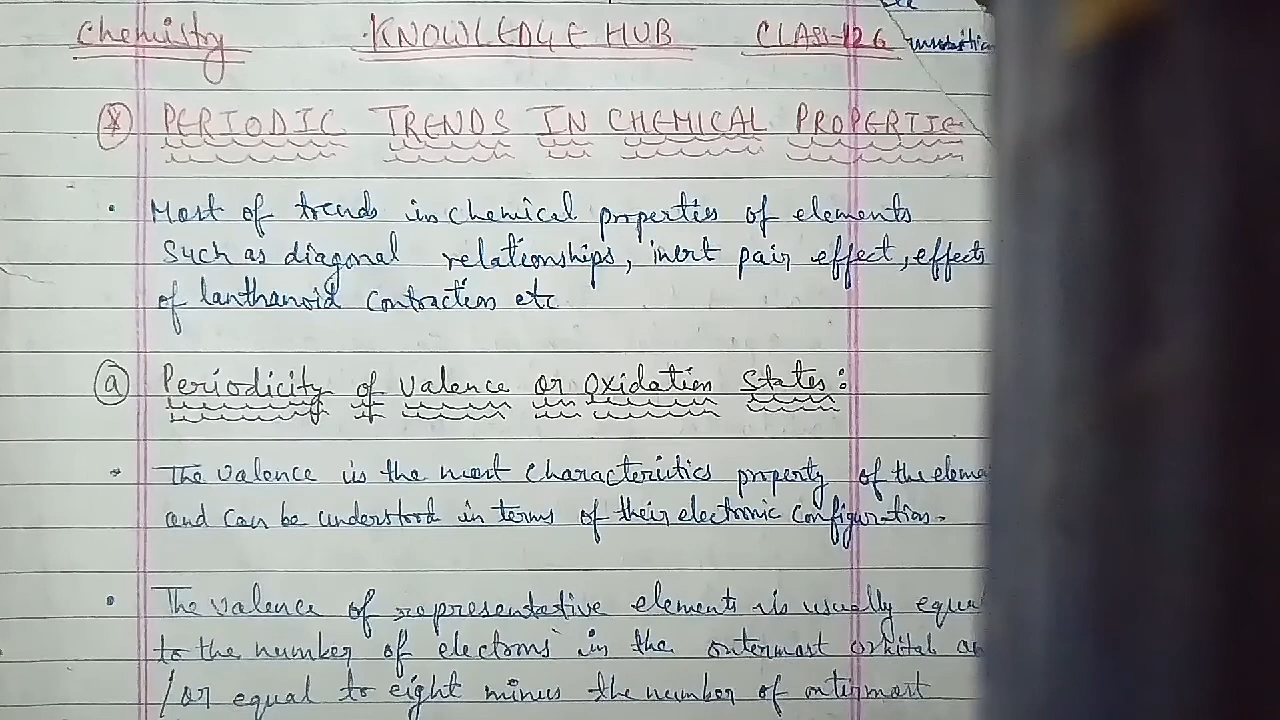 Chemistry KNOWLEDGE HUB CLASS-12
⊛ PERIODIC TRENDS IN CHEMICAL PROPERTIE
• Most of trends in chemical properties of elements
Such as diagonal relationships, inert pair effect, effects
of lanthanoid contraction etc
ⓐ Periodicity of valence or Oxidation States:
• The valence is the most characteristics property of the eleme
and can be understood in terms of their electronic configuration.
• The valence of representative elements is usually equal
to the number of electrons in the outermost orbital an
/or equal to eight minus the number of outermost